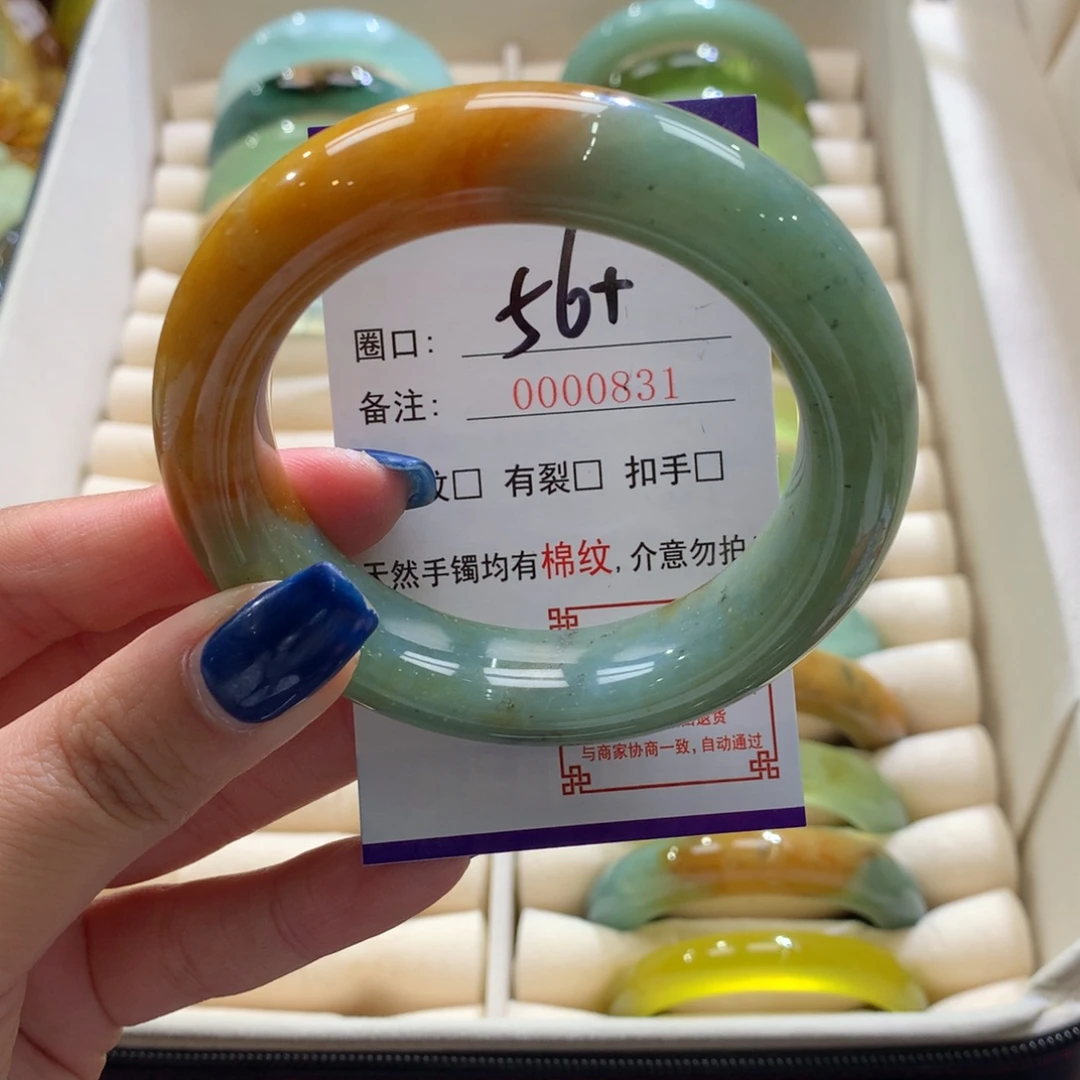 圈口: 56+
备注: 0000831
纹□ 有裂□ 扣手□
天然手镯均有棉纹, 介意勿拍
退货
与商家协商一致, 自动通过